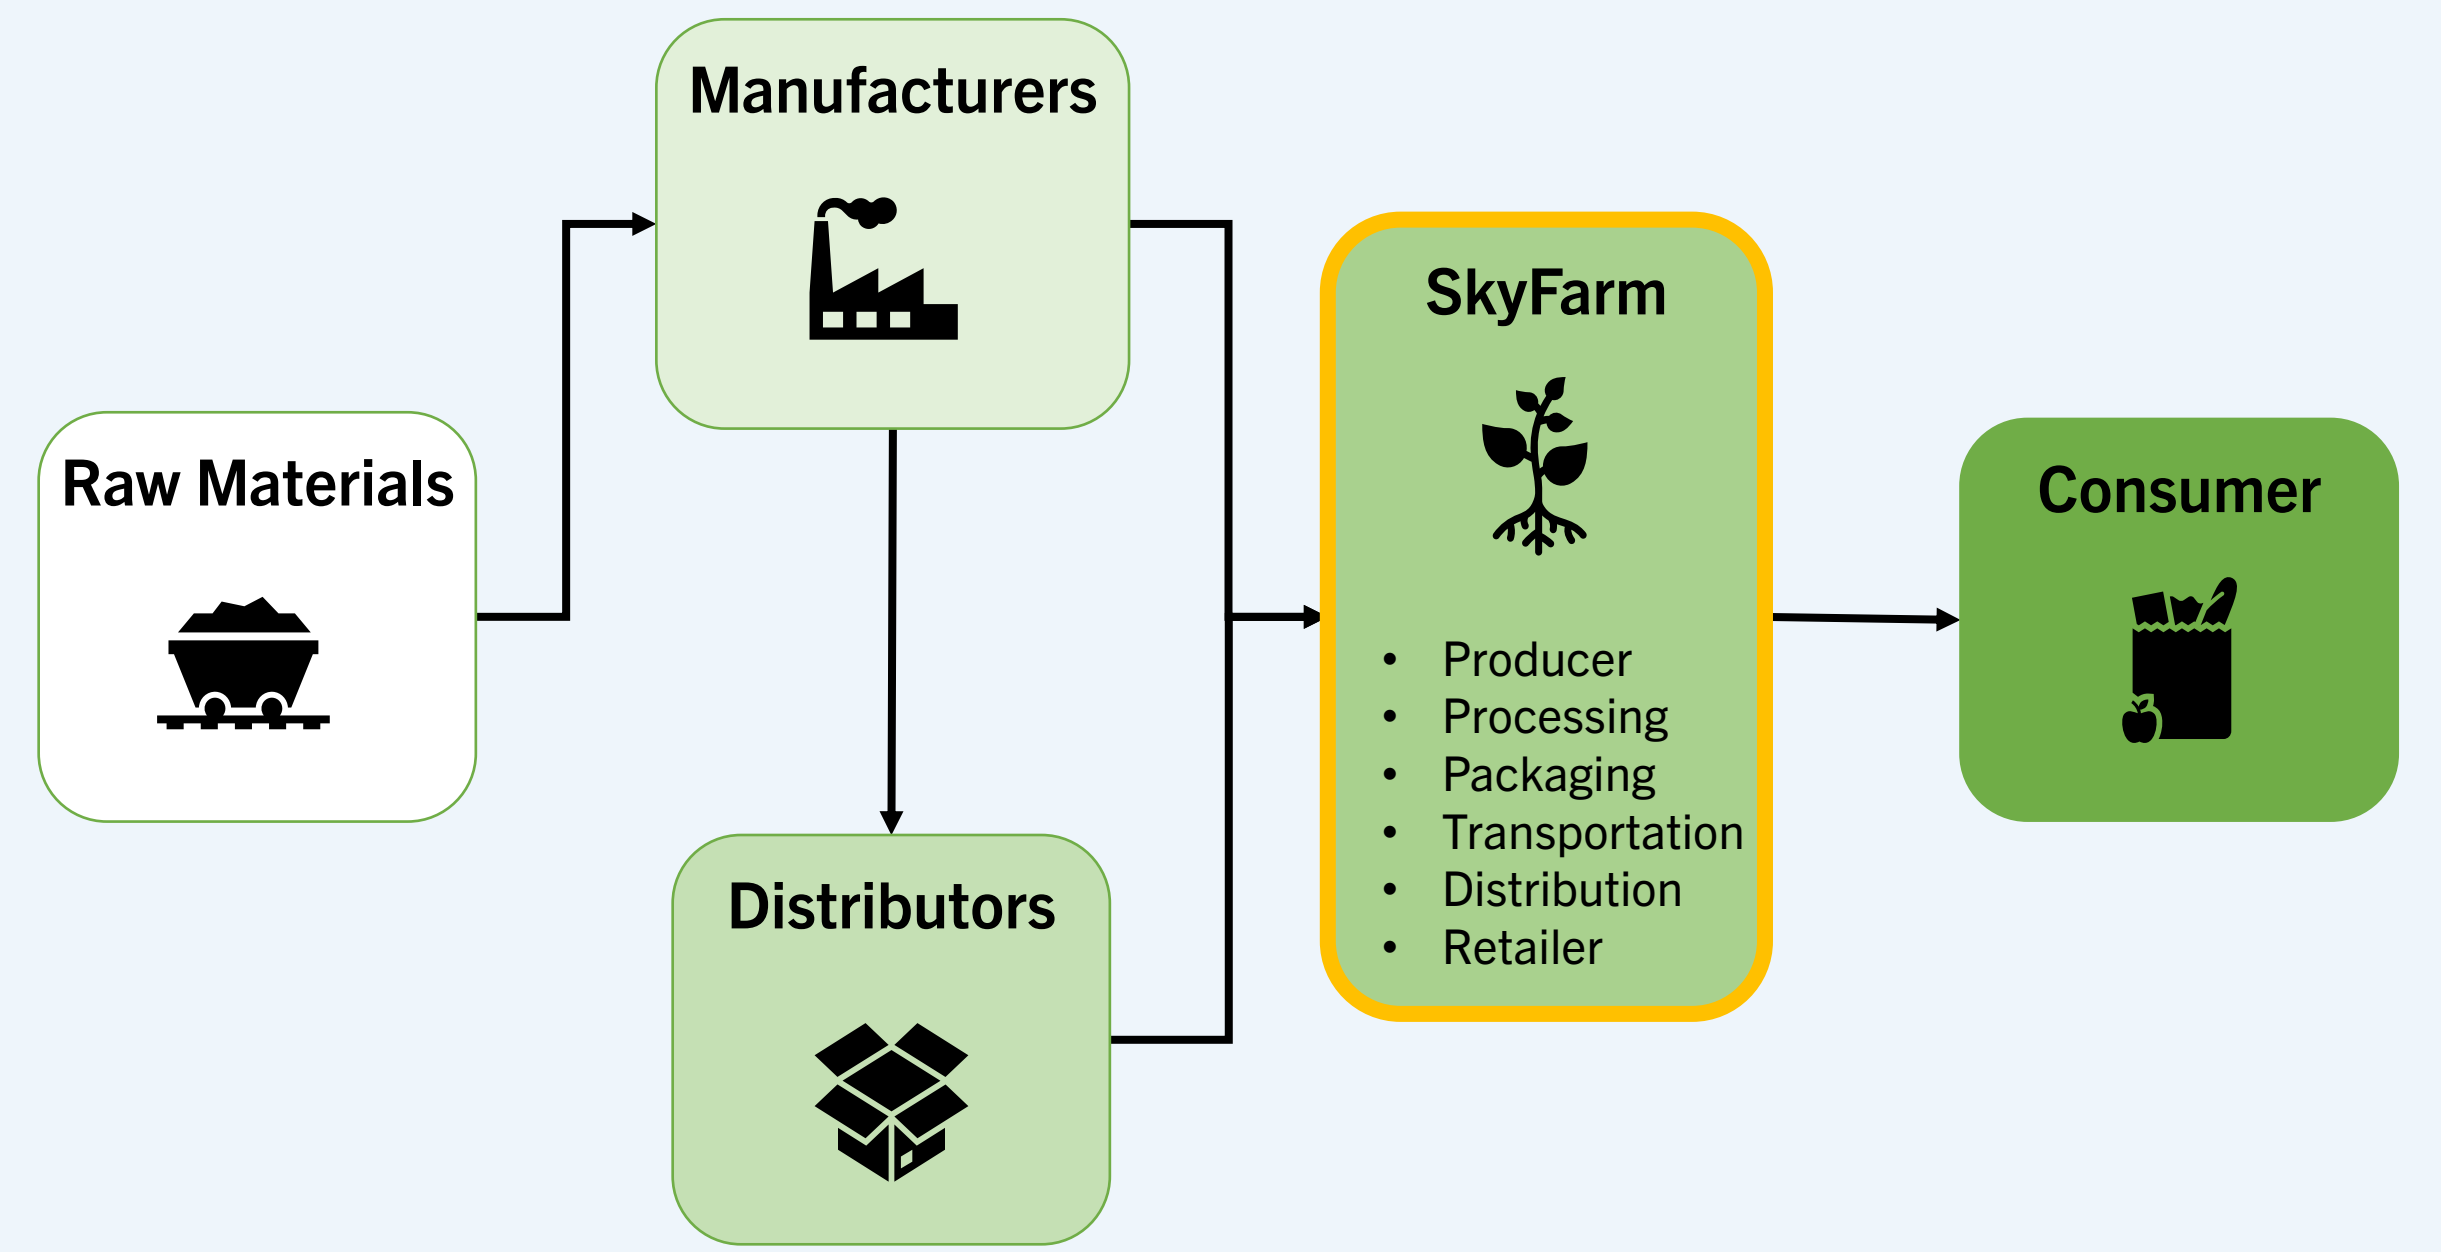 Manufacturers
Raw Materials
Distributors
SkyFarm
• Producer
• Processing
• Packaging
• Transportation
• Distribution
• Retailer
Consumer